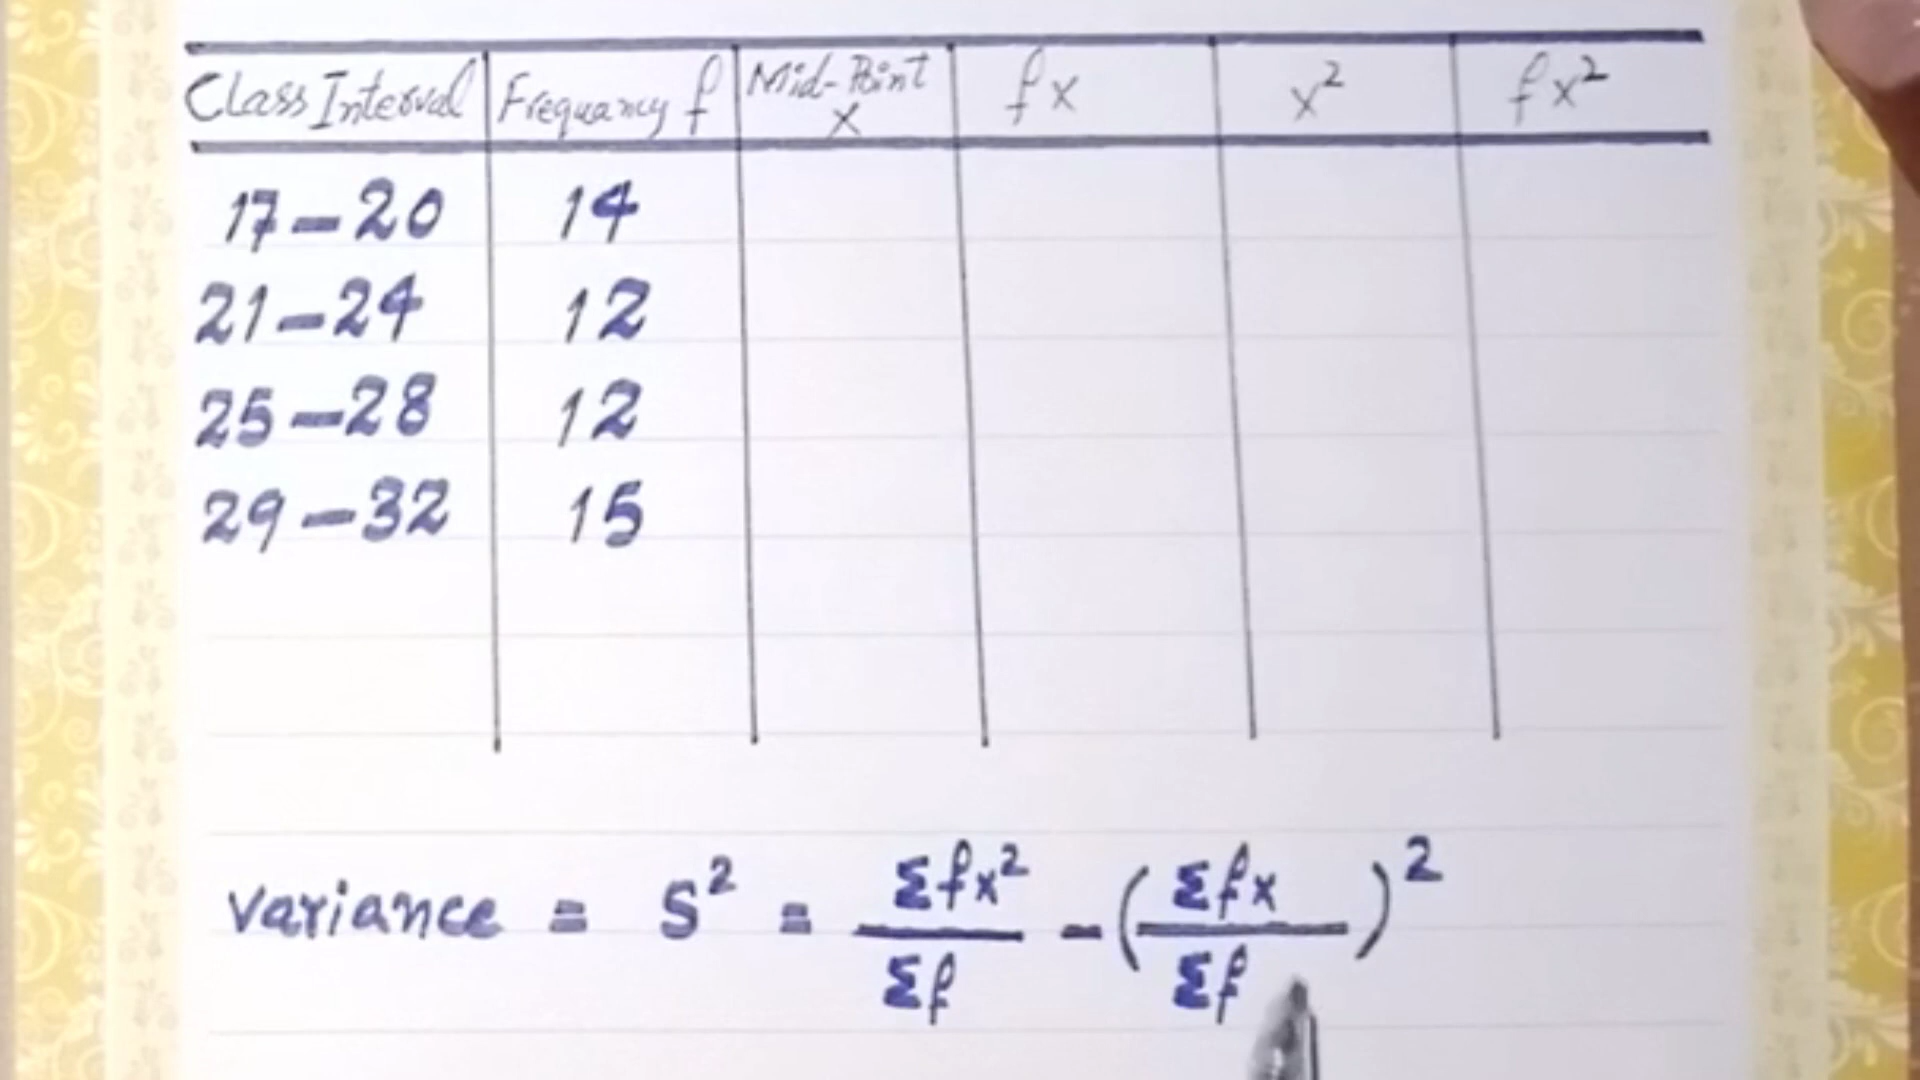 Class Interval Frequancy f Mid-Point x fx x² fx²
17-20 14
21-24 12
25-28 12
29-32 15
Variance = S² = Σfx²/Σf - (Σfx/Σf)²